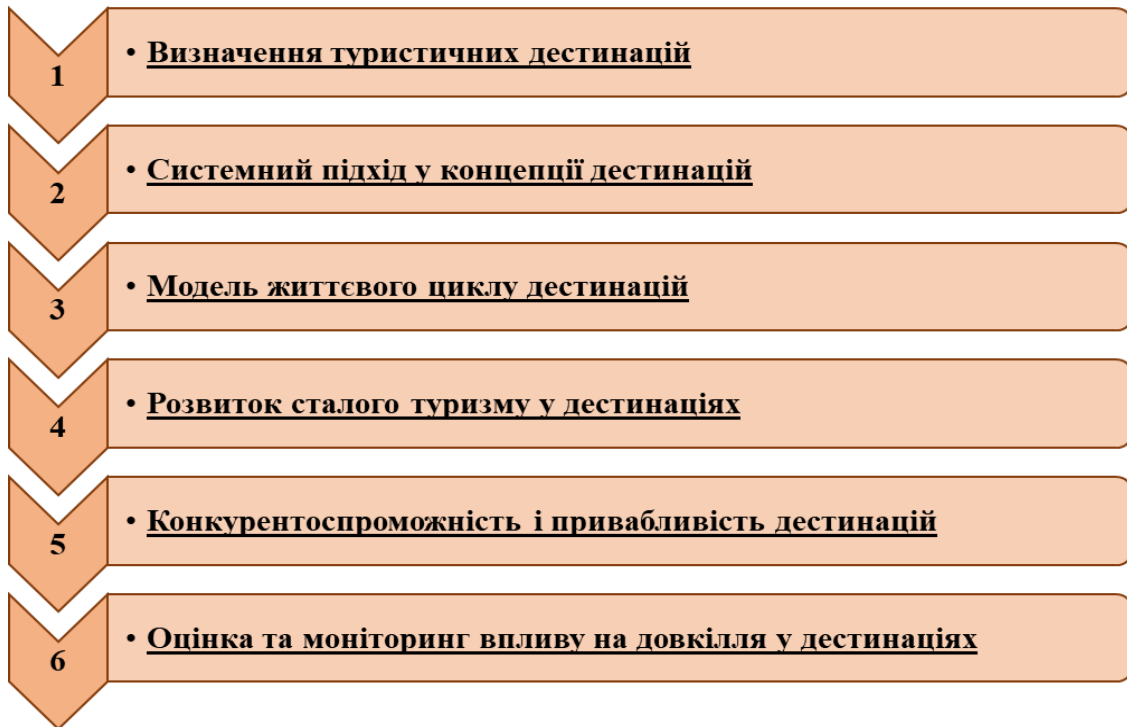 1
• Визначення туристичних дестинацій
2
• Системний підхід у концепції дестинацій
3
• Модель життєвого циклу дестинацій
4
• Розвиток сталого туризму у дестинаціях
5
• Конкурентоспроможність і привабливість дестинацій
6
• Оцінка та моніторинг впливу на довкілля у дестинаціях